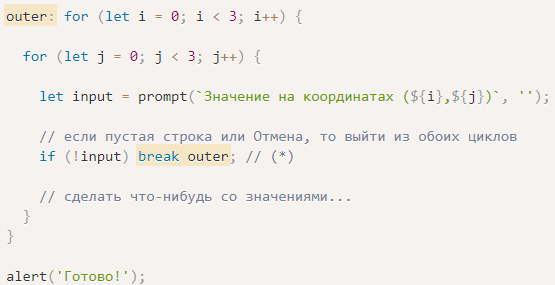 outer: for (let i = 0; i < 3; i++) {
for (let j = 0; j < 3; j++) {
let input = prompt(`Значение на координатах (${i},${j})`, '');
// если пустая строка или Отмена, то выйти из обоих циклов
if (!input) break outer; // (*)
// сделать что-нибудь со значениями...
}
}
alert('Готово!');